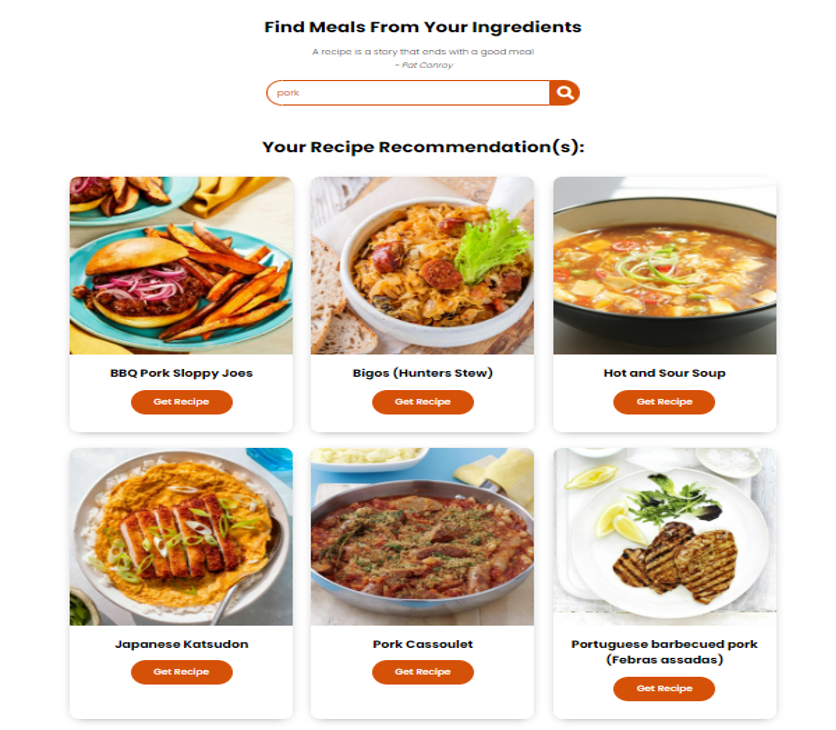 Find Meals From Your Ingredients
A recipe is a story that ends with a good meal
- Pat Conroy
pork
Your Recipe Recommendation(s):
BBQ Pork Sloppy Joes
Get Recipe
Bigos (Hunters Stew)
Get Recipe
Hot and Sour Soup
Get Recipe
Japanese Katsudon
Get Recipe
Pork Cassoulet
Get Recipe
Portuguese barbecued pork
(Febras assadas)
Get Recipe